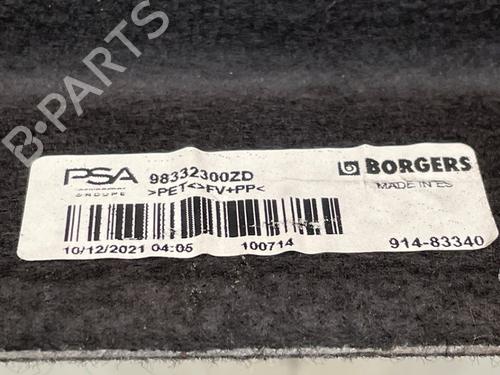 B-PARTS
PSA
GROUPE
98332300ZD
>PET<>FV+PP<
BORGERS
MADE IN ES
10/12/2021 04:05
100714
914-83340